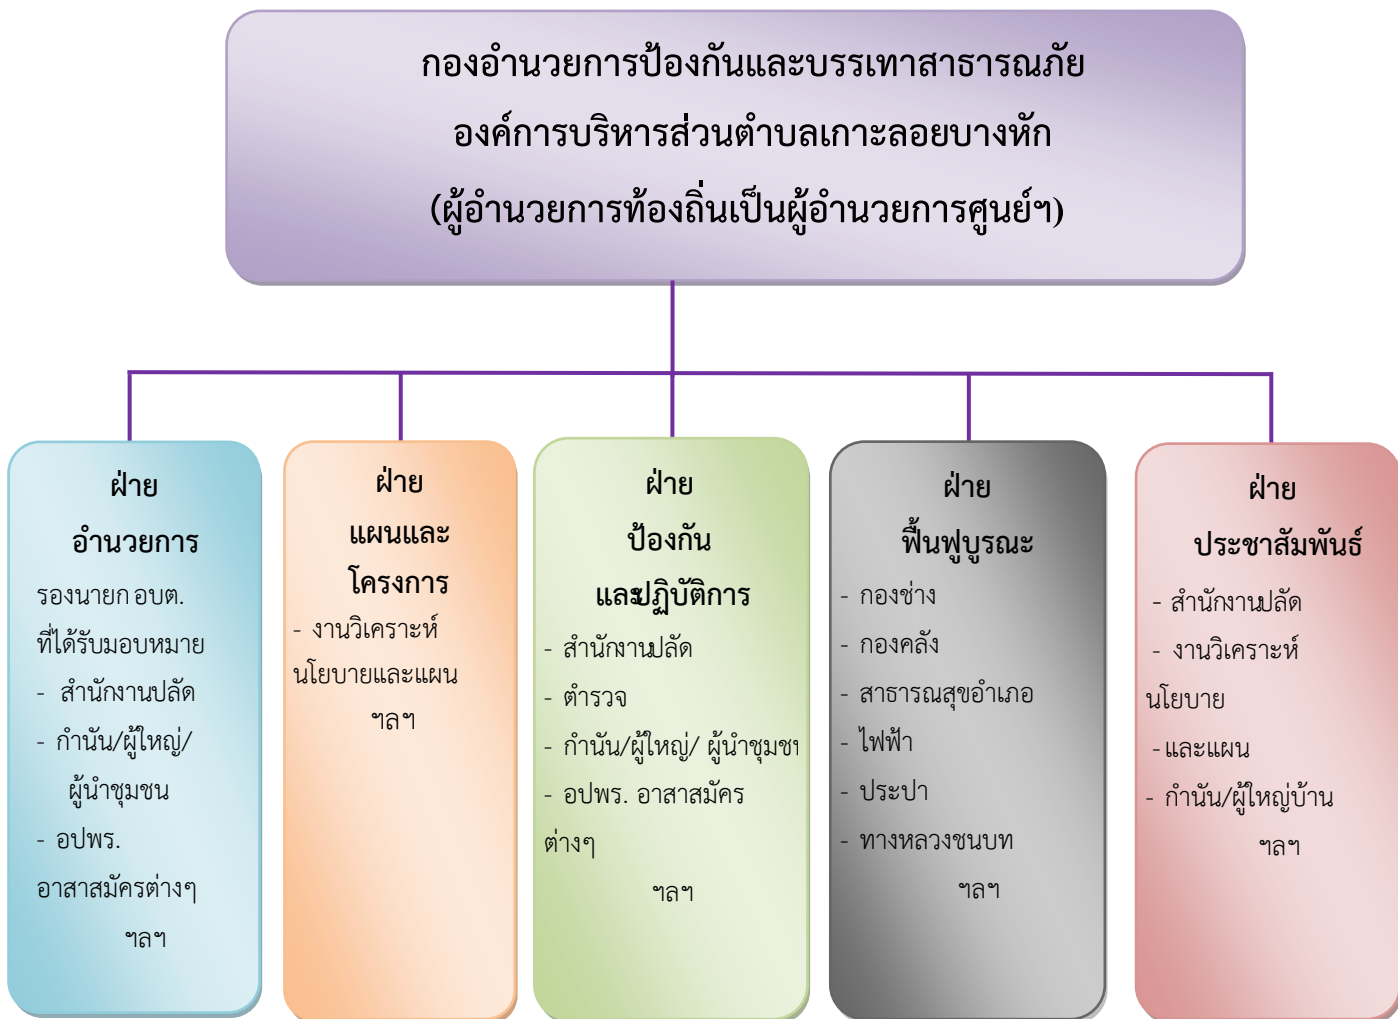 กองอำนวยการป้องกันและบรรเทาสาธารณภัย
องค์การบริหารส่วนตำบลเกาะลอยบางหัก
(ผู้อำนวยการท้องถิ่นเป็นผู้อำนวยการศูนย์ฯ)
ฝ่าย
อำนวยการ
รองนายก อบต.
ที่ได้รับมอบหมาย
- สำนักงานปลัด
- กำนัน/ผู้ใหญ่/
ผู้นำชุมชน
- อปพร.
อาสาสมัครต่างๆ
ฯลฯ
ฝ่าย
แผนและ
โครงการ
- งานวิเคราะห์
นโยบายและแผน
ฯลฯ
ฝ่าย
ป้องกัน
และปฏิบัติการ
- สำนักงานปลัด
- ตำรวจ
- กำนัน/ผู้ใหญ่/ ผู้นำชุมชน
- อปพร. อาสาสมัคร
ต่างๆ
ฯลฯ
ฝ่าย
ฟื้นฟูบูรณะ
- กองช่าง
- กองคลัง
- สาธารณสุขอำเภอ
- ไฟฟ้า
- ประปา
- ทางหลวงชนบท
ฯลฯ
ฝ่าย
ประชาสัมพันธ์
- สำนักงานปลัด
- งานวิเคราะห์
นโยบาย
- และแผน
- กำนัน/ผู้ใหญ่บ้าน
ฯลฯ